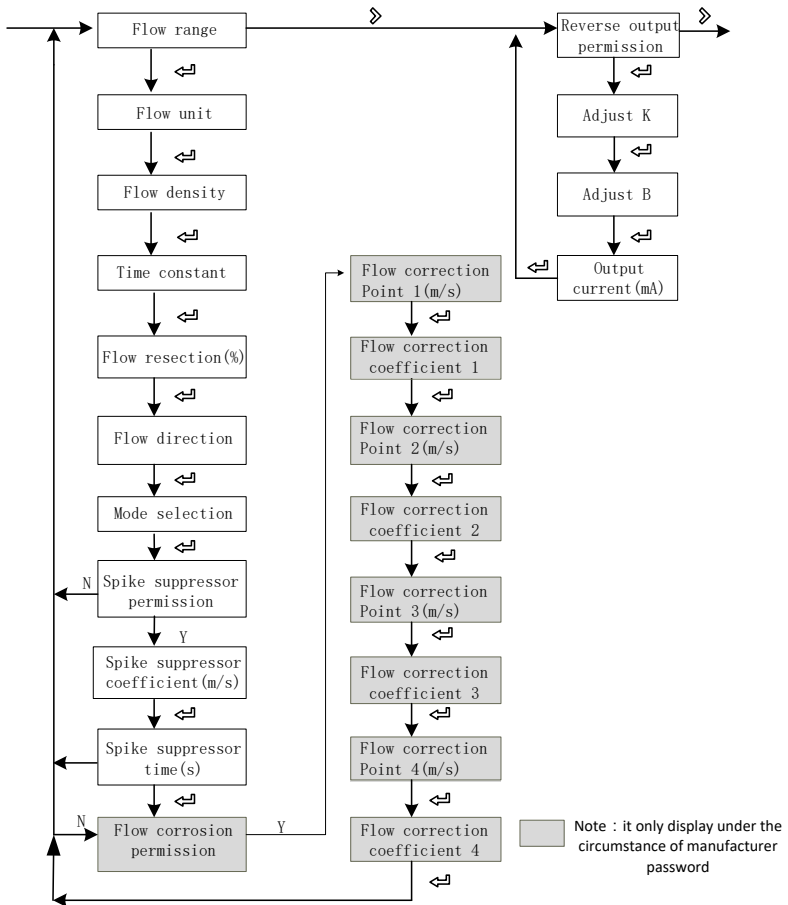 Flow range
Flow unit
Flow density
Time constant
Flow resection(%)
Flow direction
Mode selection
N
Spike suppressor
permission
Y
Spike suppressor
coefficient(m/s)
Spike suppressor
time(s)
N
Flow corrosion
permission
Y
Flow correction
Point 1(m/s)
Flow correction
coefficient 1
Flow correction
Point 2(m/s)
Flow correction
coefficient 2
Flow correction
Point 3(m/s)
Flow correction
coefficient 3
Flow correction
Point 4(m/s)
Flow correction
coefficient 4
Reverse output
permission
Adjust K
Adjust B
Output
current(mA)
Note：it only display under the
circumstance of manufacturer
password